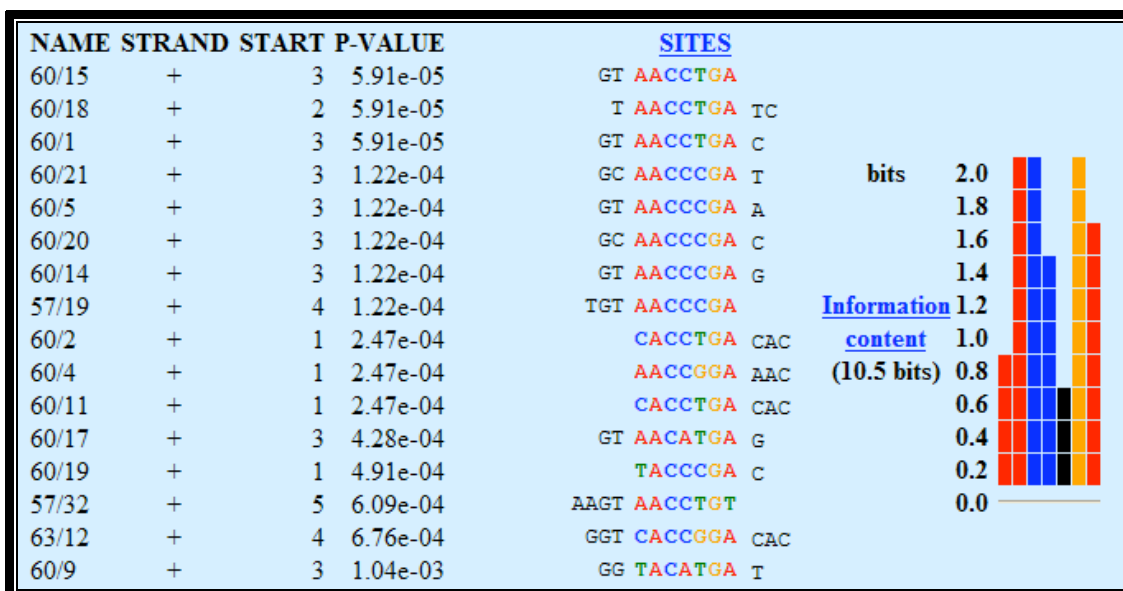 NAME STRAND START P-VALUE SITES
60/15 + 3 5.91e-05 GT AACCTGA
60/18 + 2 5.91e-05 T AACCTGA TC
60/1 + 3 5.91e-05 GT AACCTGA C
60/21 + 3 1.22e-04 GC AACCCGA T bits 2.0
60/5 + 3 1.22e-04 GT AACCCGA A 1.8
60/20 + 3 1.22e-04 GC AACCCGA C 1.6
60/14 + 3 1.22e-04 GT AACCCGA G 1.4
57/19 + 4 1.22e-04 TGT AACCCGA Information 1.2
60/2 + 1 2.47e-04 CACCTGA CAC content 1.0
60/4 + 1 2.47e-04 AACCGGA AAC (10.5 bits) 0.8
60/11 + 1 2.47e-04 CACCTGA CAC 0.6
60/17 + 3 4.28e-04 GT AACATGA G 0.4
60/19 + 1 4.91e-04 TACCCGA C 0.2
57/32 + 5 6.09e-04 AAGT AACCTGT 0.0
63/12 + 4 6.76e-04 GGT CACCGGA CAC
60/9 + 3 1.04e-03 GG TACATGA T